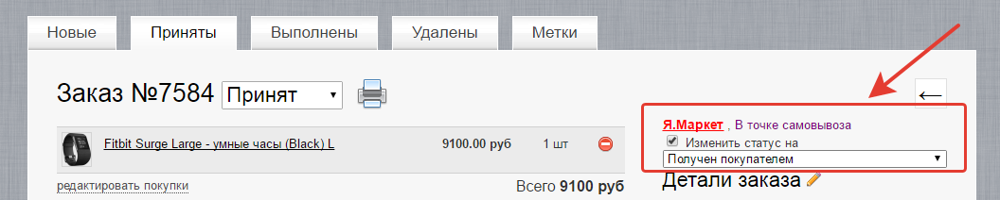 Новые Приняты Выполнены Удалены Метки
Заказ №7584 Принят
←
Я.Маркет , В точке самовывоза
Fitbit Surge Large - умные часы (Black) L 9100.00 руб 1 шт
Изменить статус на
Получен покупателем
Детали заказа
редактировать покупки Всего 9100 руб